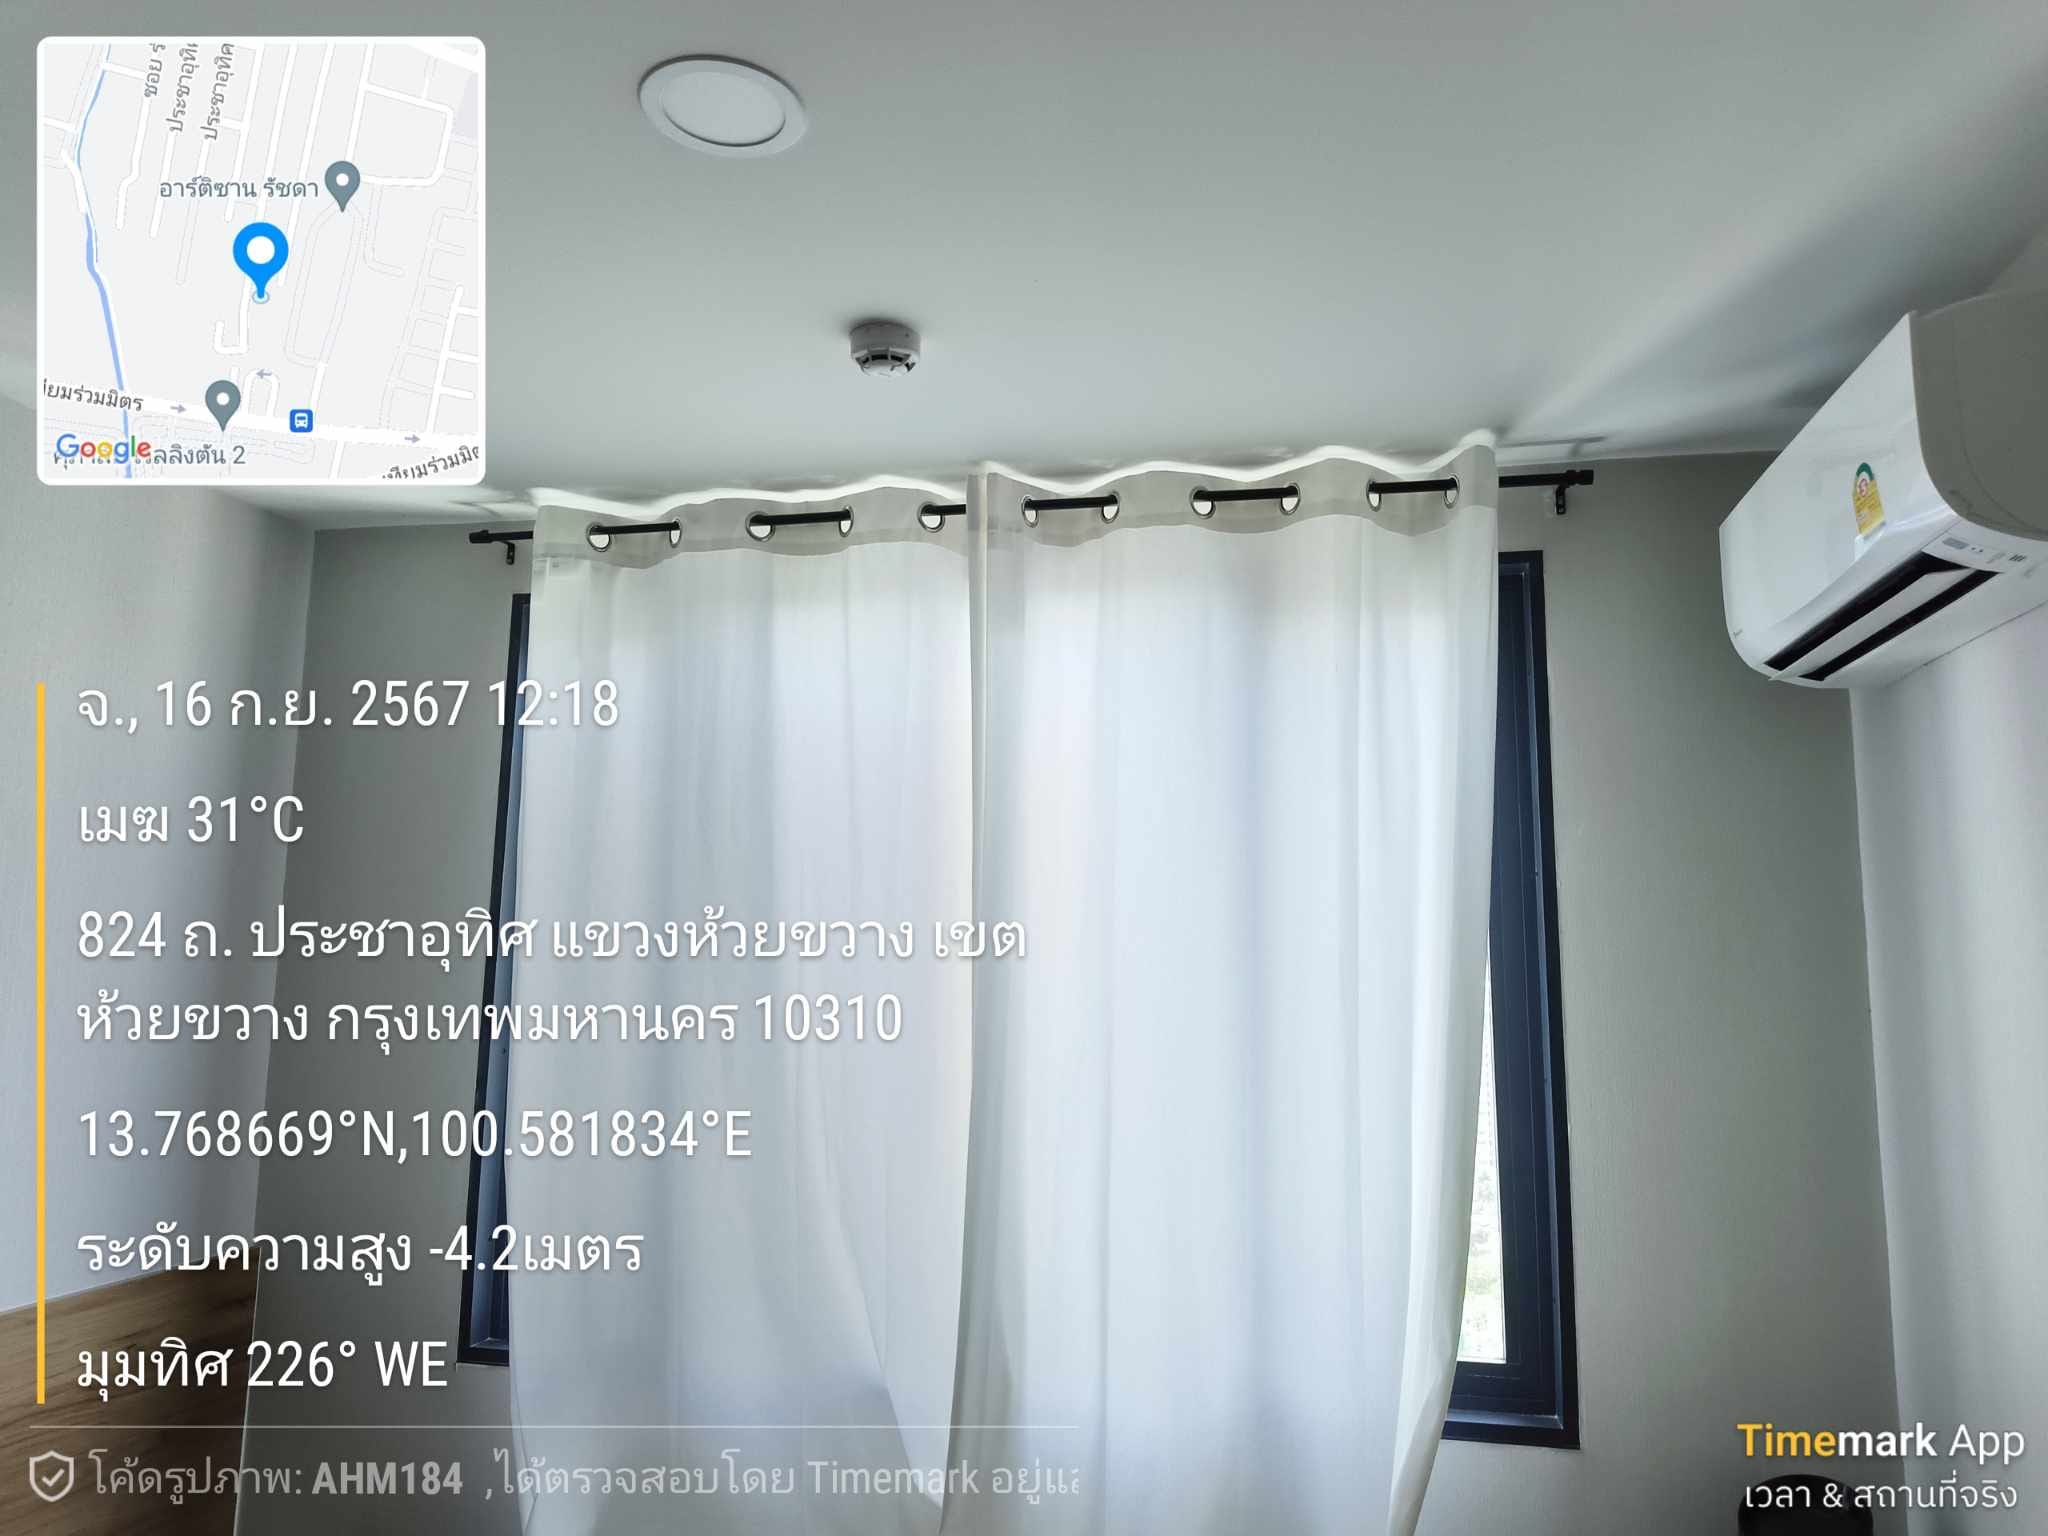 ซอย
ประชาอุทิศ
ประชาอุทิศ
อาร์ติซาน รัชดา
ยมร่วมมิตร
Google
ลลิงตัน 2
เทียมร่วมมิ
จ., 16 ก.ย. 2567 12:18
เมฆ 31°C
824 ถ. ประชาอุทิศ แขวงห้วยขวาง เขต
ห้วยขวาง กรุงเทพมหานคร 10310
13.768669°N,100.581834°E
ระดับความสูง -4.2เมตร
มุมทิศ 226° WE
โค้ดรูปภาพ: AHM184 ,ได้ตรวจสอบโดย Timemark อยู่แล
Timemark App
เวลา & สถานที่จริง